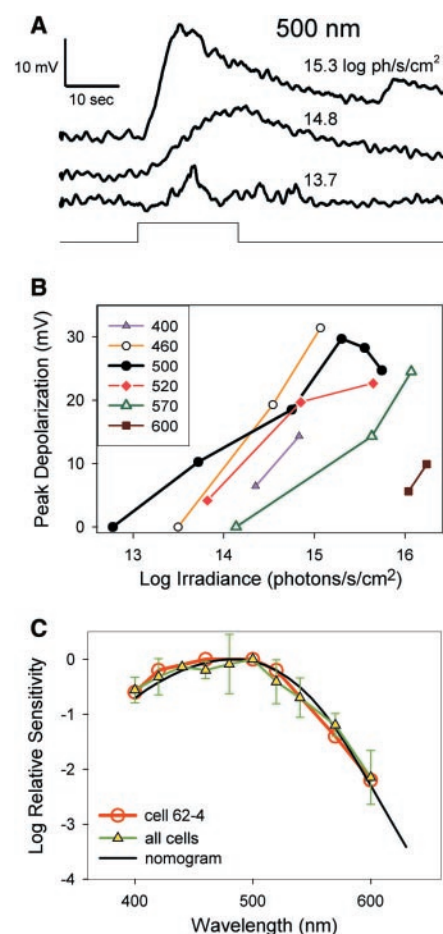 A
500 nm
10 mV
10 sec
15.3 log ph/s/cm²
14.8
13.7
B
Peak Depolarization (mV)
30
20
10
0
400
460
500
520
570
600
13
14
15
16
Log Irradiance (photons/s/cm²)
C
Log Relative Sensitivity
0
-1
-2
-3
-4
cell 62-4
all cells
nomogram
400
500
600
Wavelength (nm)